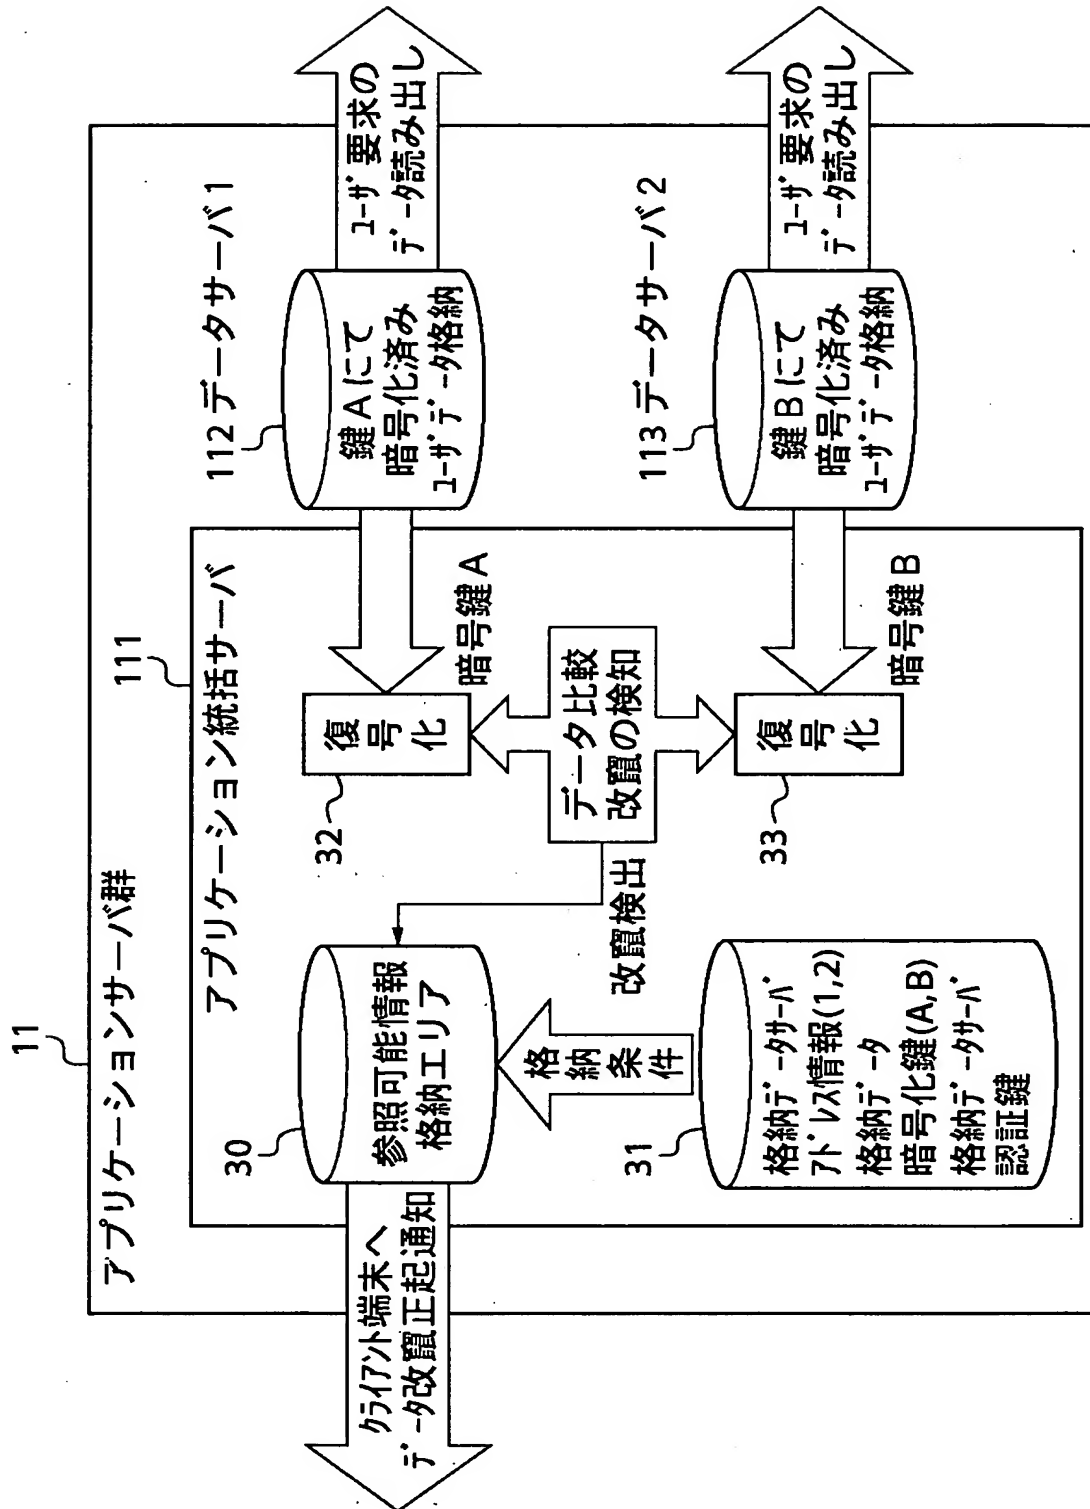 11
アプリケーションサーバ群
111
アプリケーション統括サーバ
112 データサーバ1
鍵Aにて
暗号化済み
ユーザデータ格納
ユーザ要求の
データ読み出し
113 データサーバ2
鍵Bにて
暗号化済み
ユーザデータ格納
ユーザ要求の
データ読み出し
クライアント端末へ
データ改竄正起通知
30
参照可能情報
格納エリア
32
復号化
暗号鍵A
改竄検出
データ比較
改竄の検知
格納条件
31
格納データサーバ
アドレス情報(1,2)
格納データ
暗号化鍵(A,B)
格納データサーバ
認証鍵
33
復号化
暗号鍵B